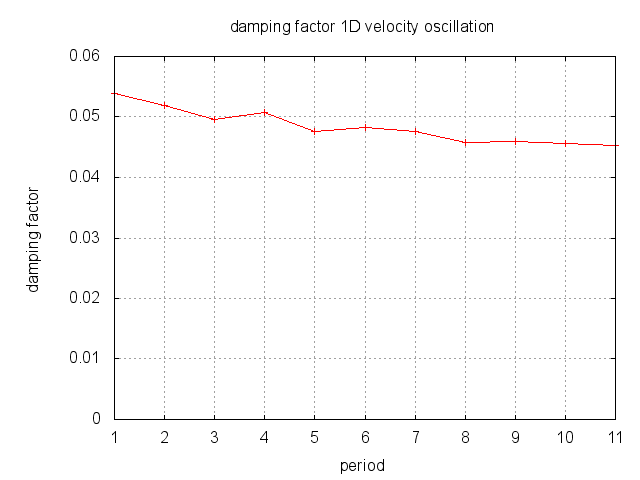 damping factor 1D velocity oscillation
0.06
0.05
0.04
0.03
0.02
0.01
0
damping factor
1 2 3 4 5 6 7 8 9 10 11
period